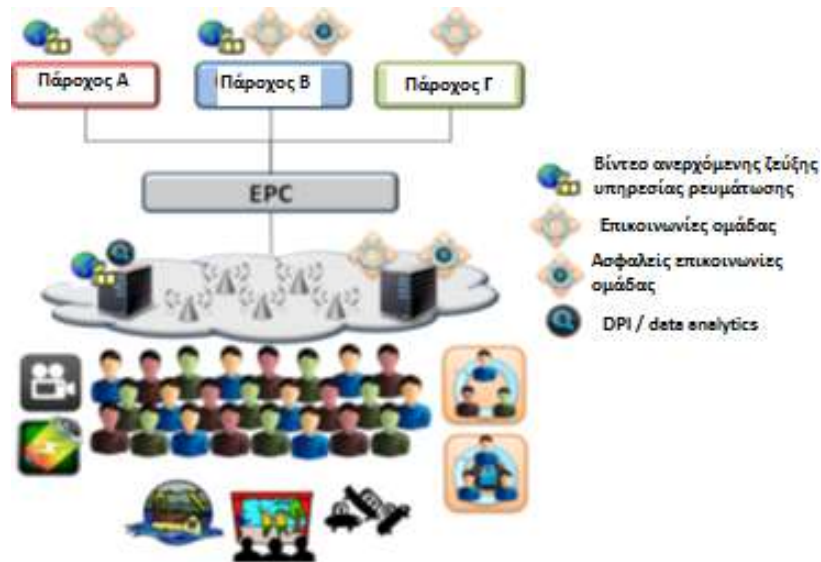 Πάροχος Α
Πάροχος Β
Πάροχος Γ
EPC
Βίντεο ανερχόμενης ζεύξης
υπηρεσίας ρευμάτωσης
Επικοινωνίες ομάδας
Ασφαλείς επικοινωνίες
ομάδας
DPI / data analytics